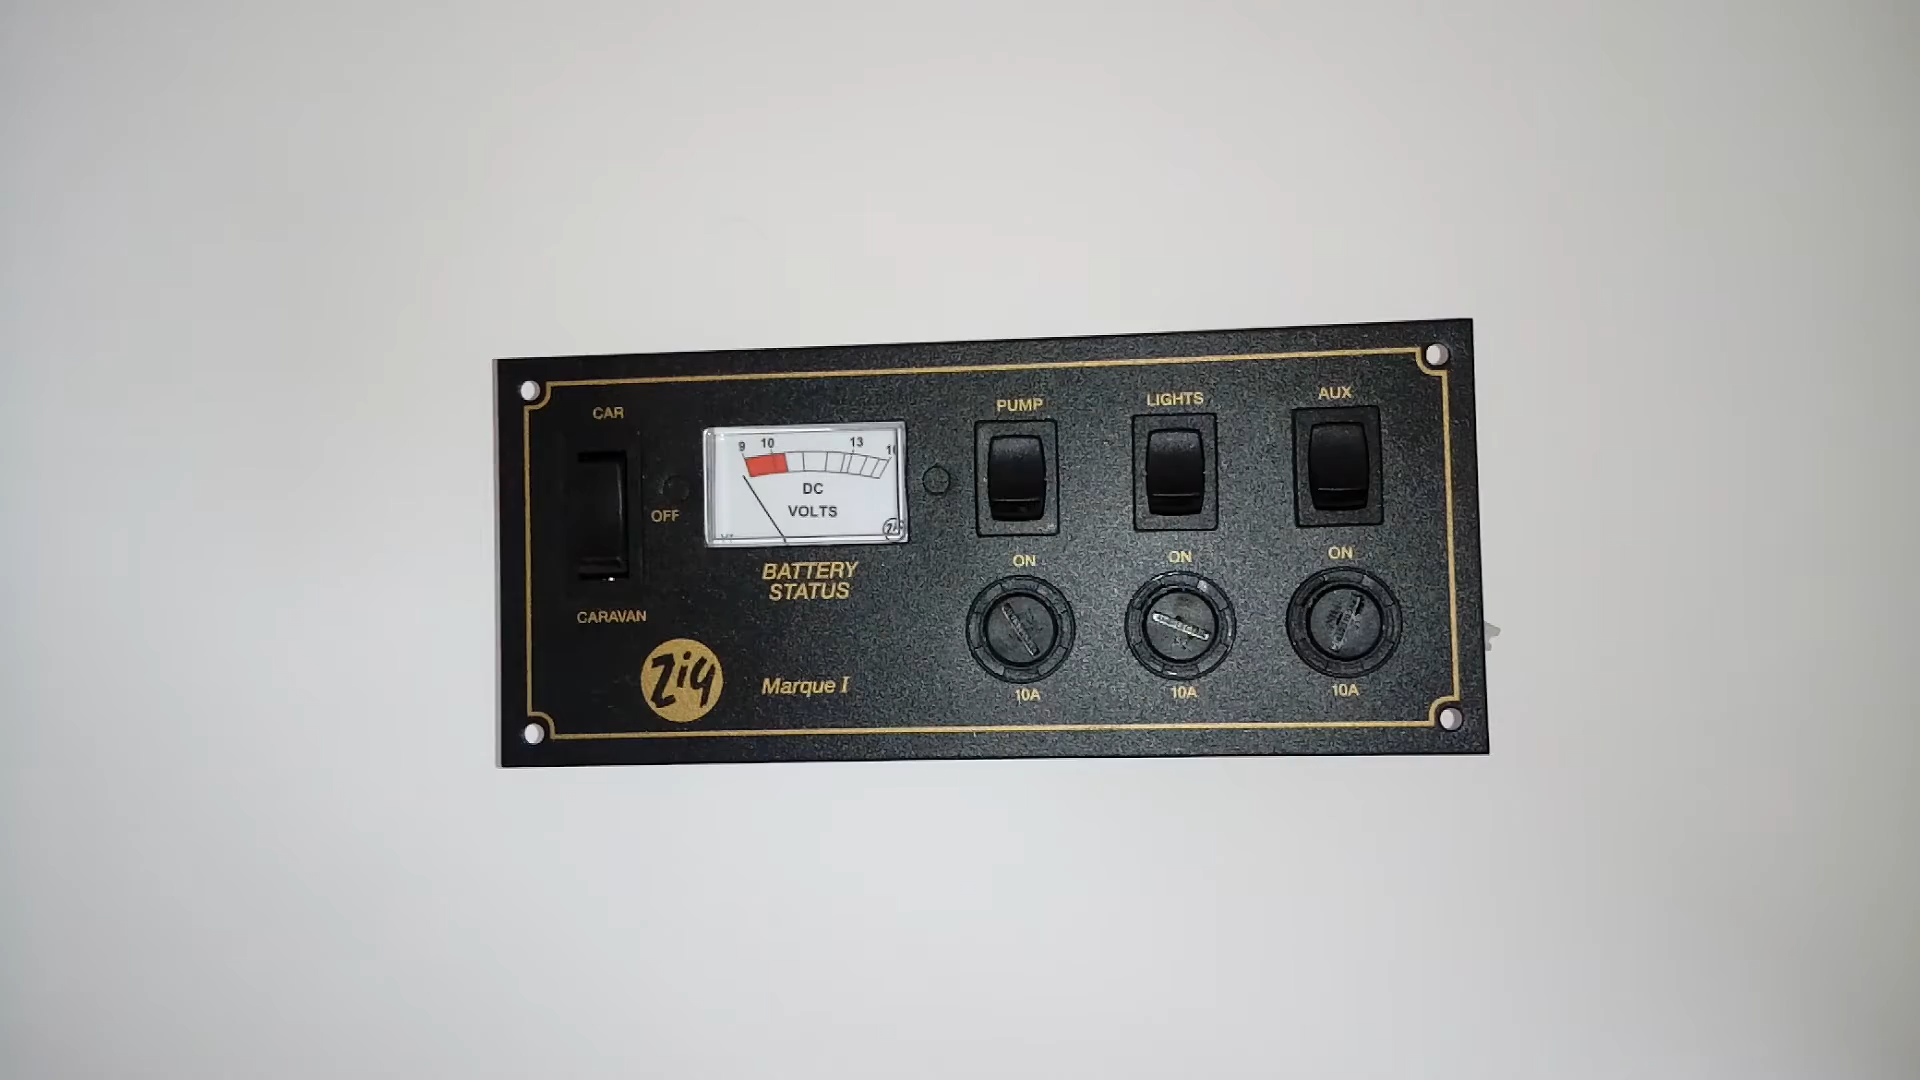 CAR
OFF
CARAVAN
9 10 13
DC
VOLTS
Zig
BATTERY
STATUS
Zig
Marque I
PUMP
ON
10A
LIGHTS
ON
10A
AUX
ON
10A